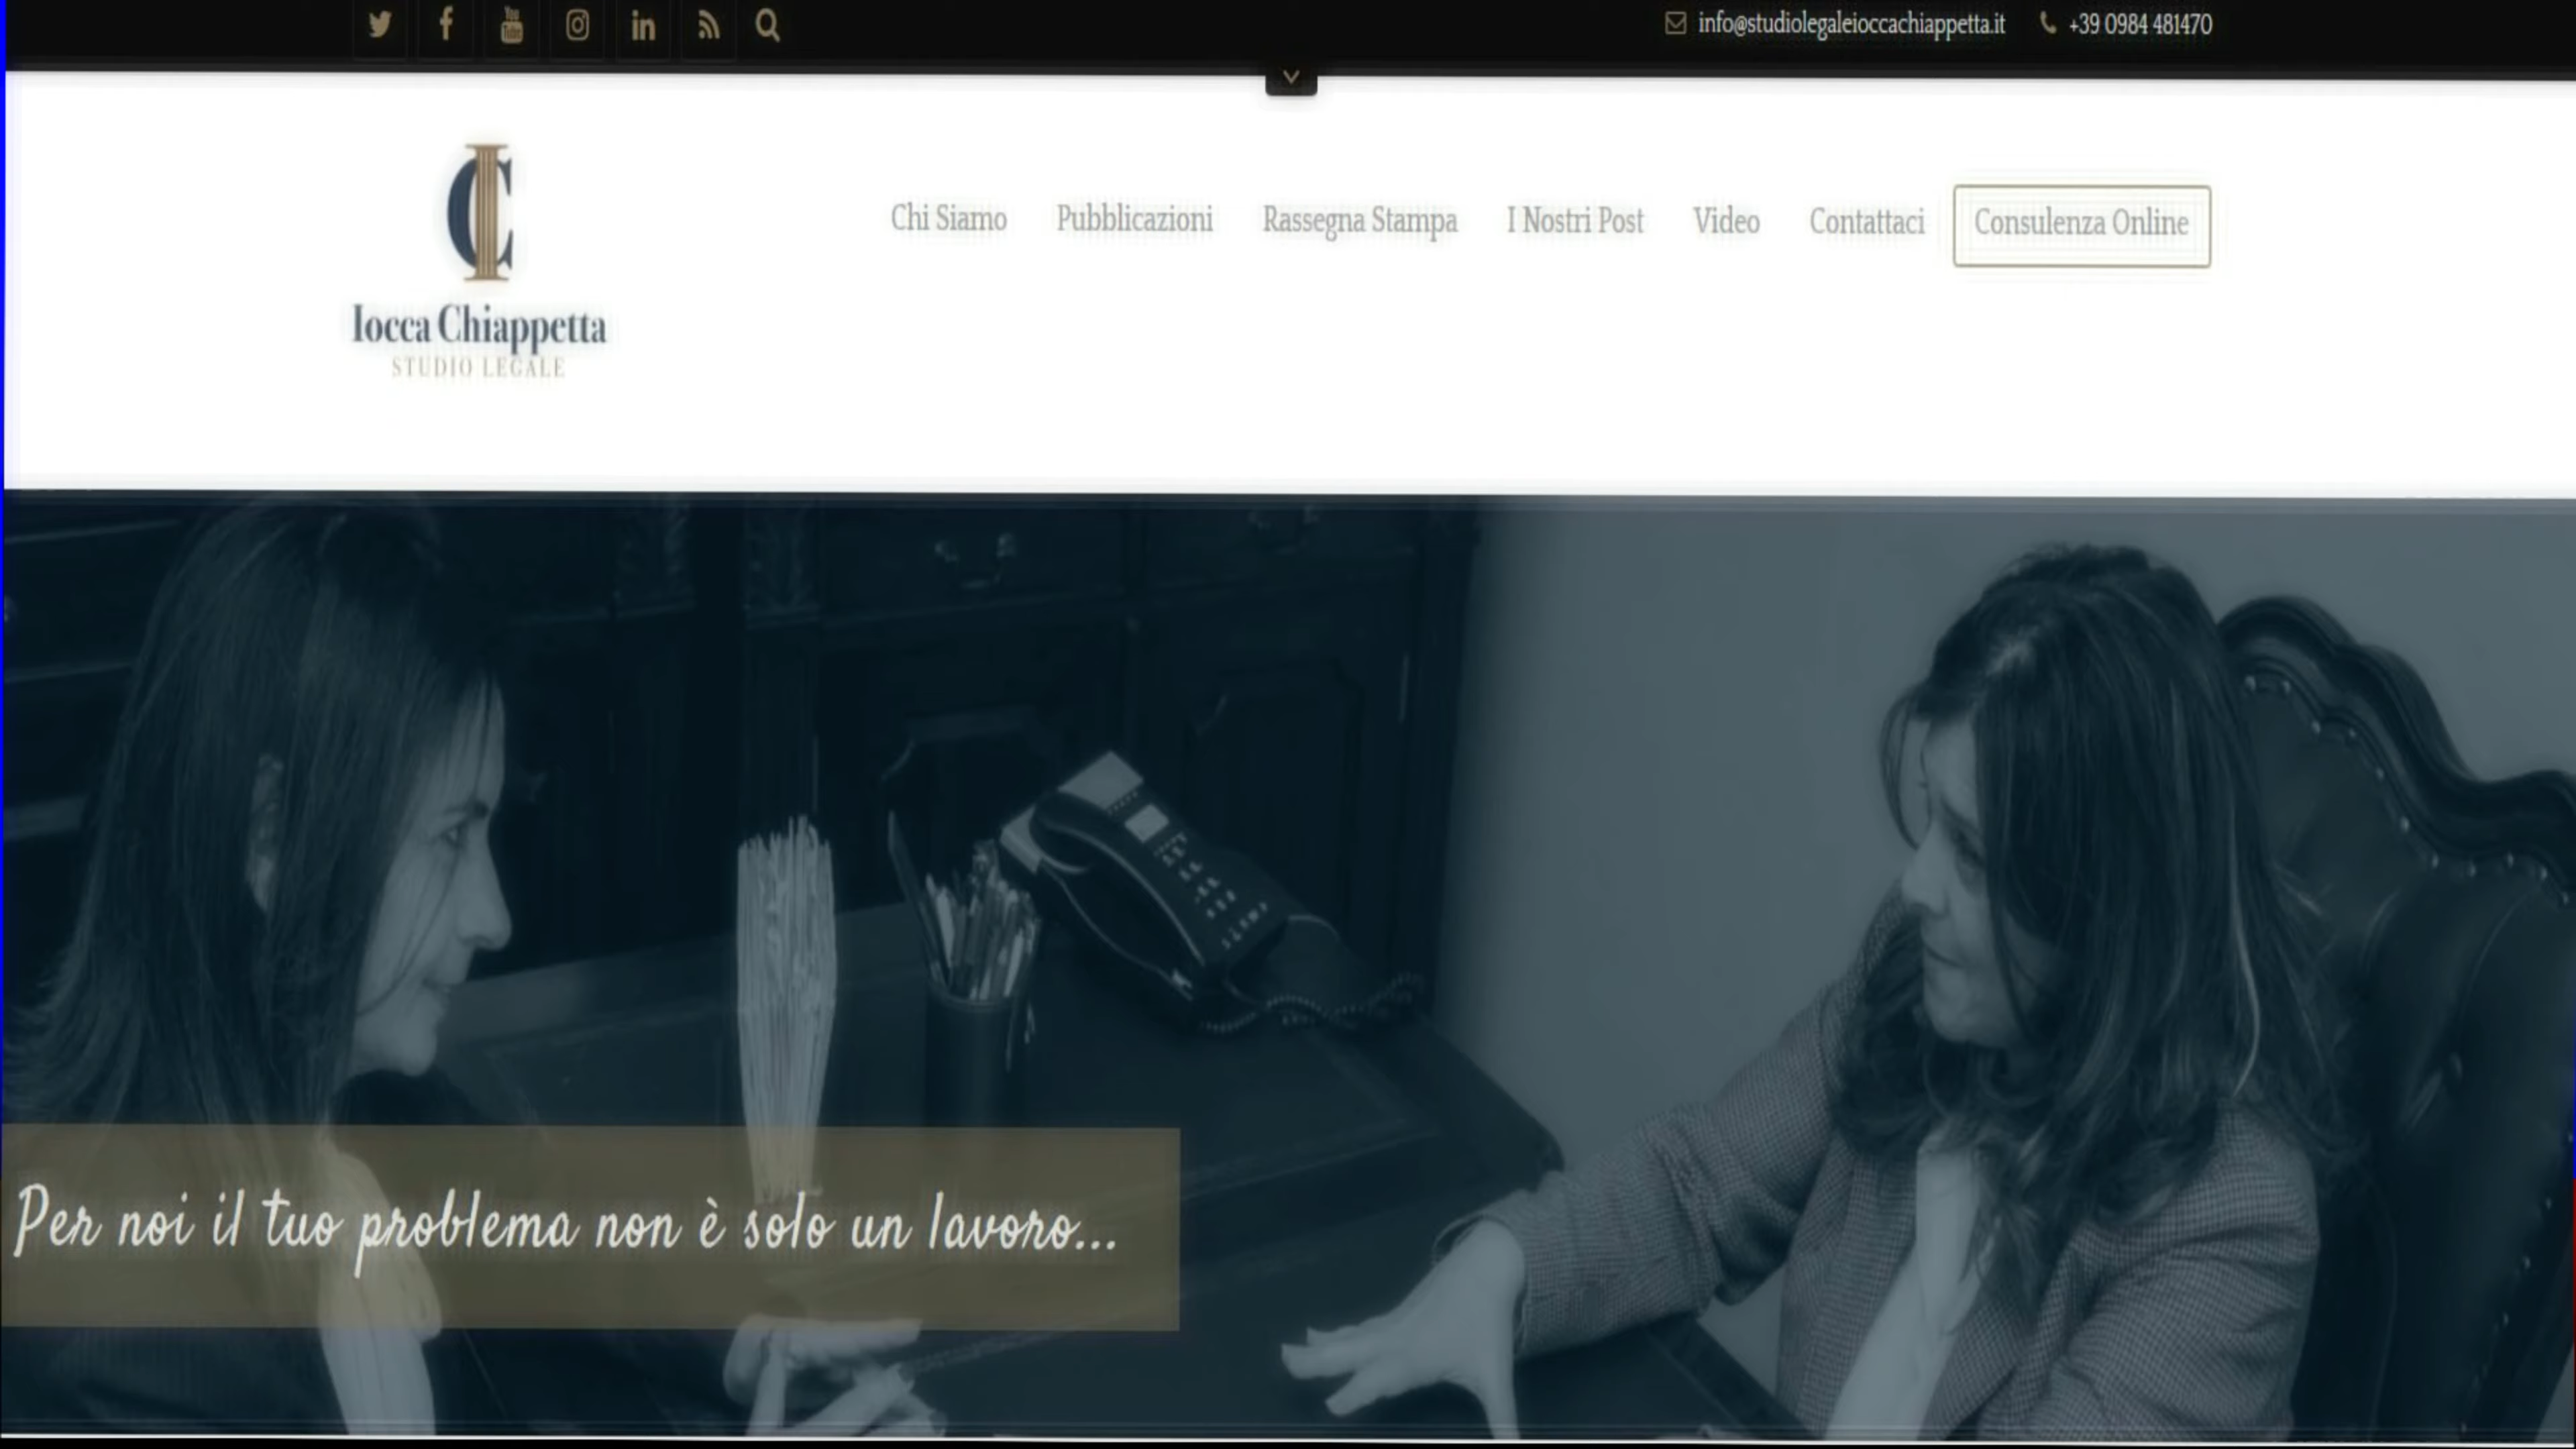 info@studiolegaleioccachiappetta.it +39 0984 481470
Chi Siamo Pubblicazioni Rassegna Stampa I Nostri Post Video Contattaci Consulenza Online
Iocca Chiappetta
STUDIO LEGALE
Per noi il tuo problema non è solo un lavoro...